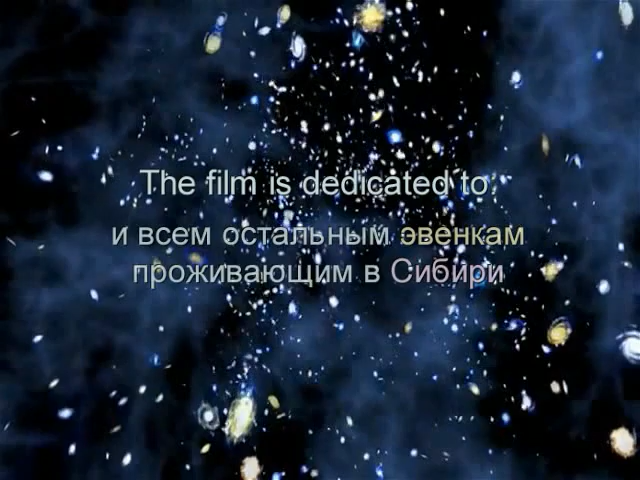 The film is dedicated to:
и всем остальным эвенкам
проживающим в Сибири